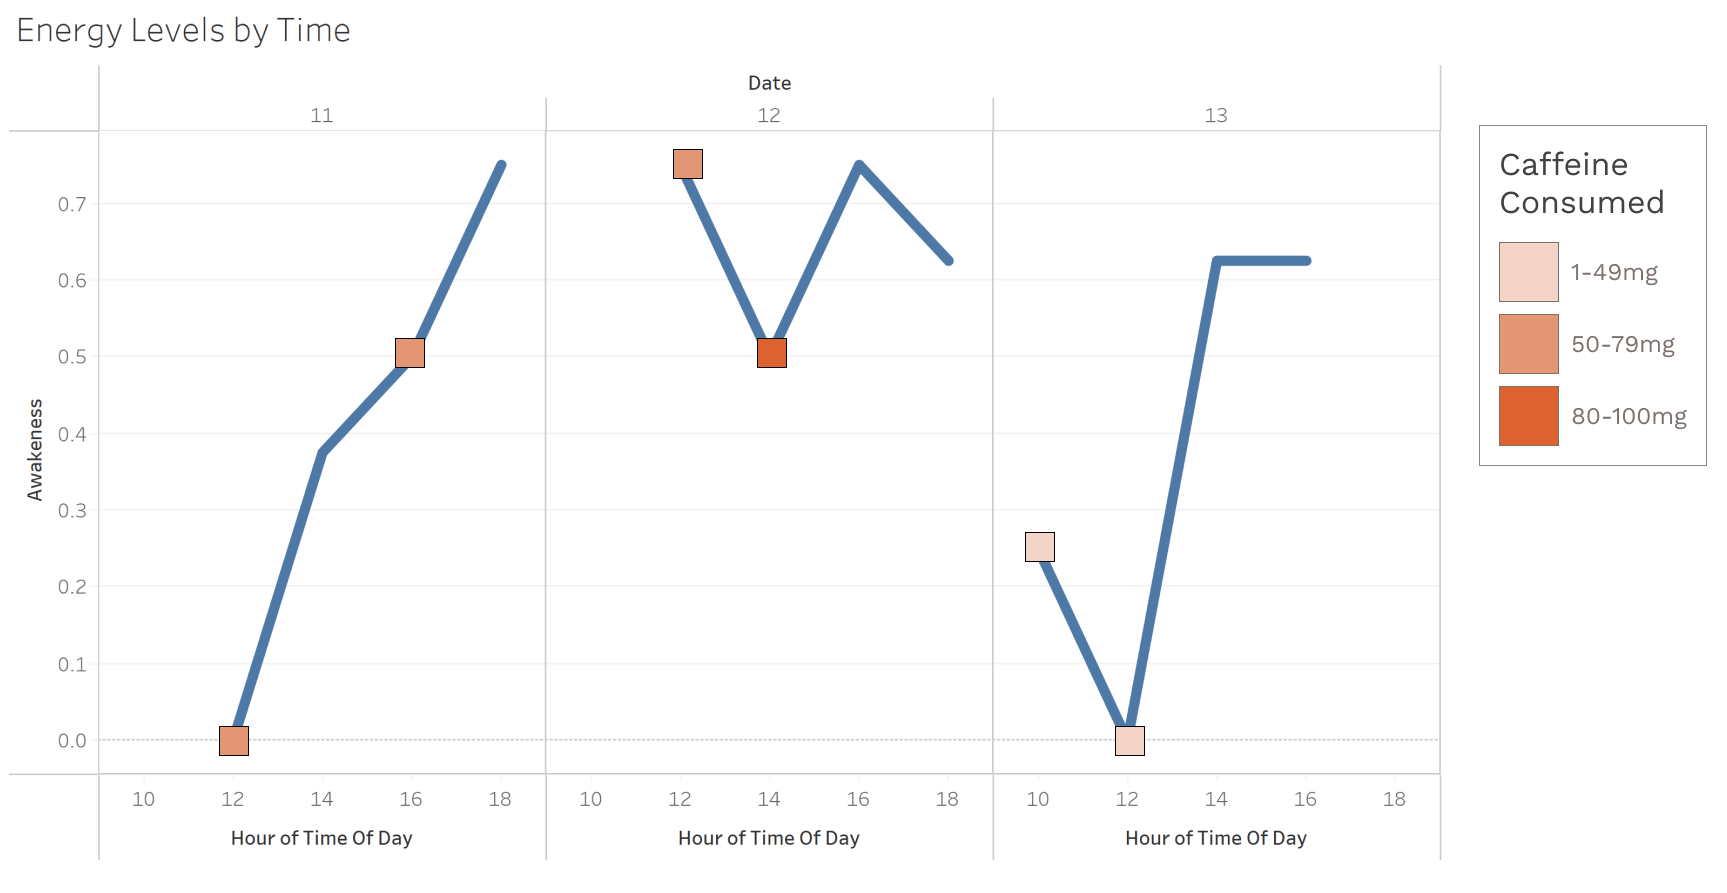 Energy Levels by Time
Date
11 12 13
Caffeine
Consumed
1-49mg
50-79mg
80-100mg
Awakeness
0.7
0.6
0.5
0.4
0.3
0.2
0.1
0.0
10 12 14 16 18 10 12 14 16 18 10 12 14 16 18
Hour of Time Of Day Hour of Time Of Day Hour of Time Of Day